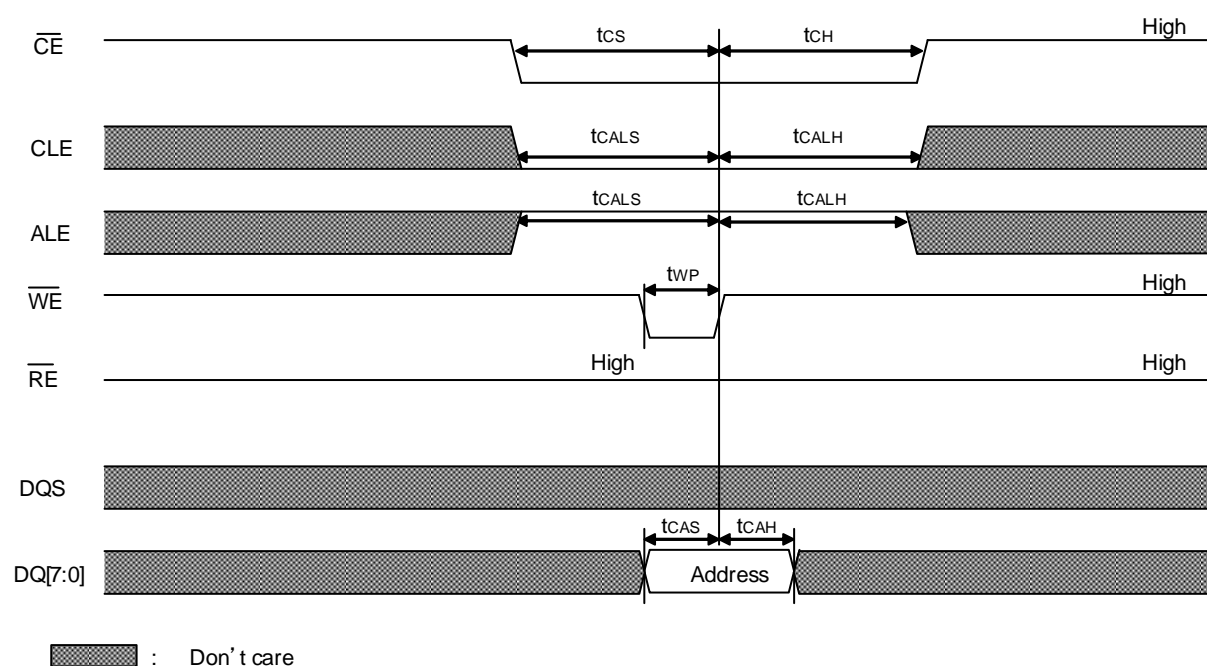 CE
tCS
tCH
High
CLE
tCALS
tCALH
ALE
tCALS
tCALH
WE
tWP
High
RE
High
High
DQS
DQ[7:0]
tCAS
tCAH
Address
: Don't care